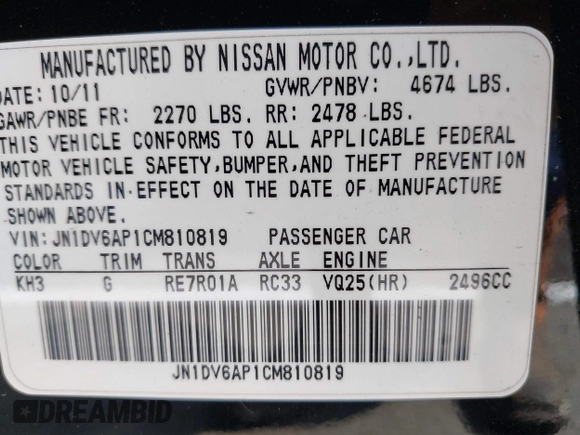 MANUFACTURED BY NISSAN MOTOR CO.,LTD.
DATE: 10/11 GVWR/PNBV: 4674 LBS.
GAWR/PNBE FR: 2270 LBS. RR: 2478 LBS.
THIS VEHICLE CONFORMS TO ALL APPLICABLE FEDERAL
MOTOR VEHICLE SAFETY,BUMPER,AND THEFT PREVENTION
STANDARDS IN EFFECT ON THE DATE OF MANUFACTURE
SHOWN ABOVE.
VIN: JN1DV6AP1CM810819 PASSENGER CAR
COLOR TRIM TRANS AXLE ENGINE
KH3 G RE7R01A RC33 VQ25(HR) 2496CC
JN1DV6AP1CM810819
DREAMBID